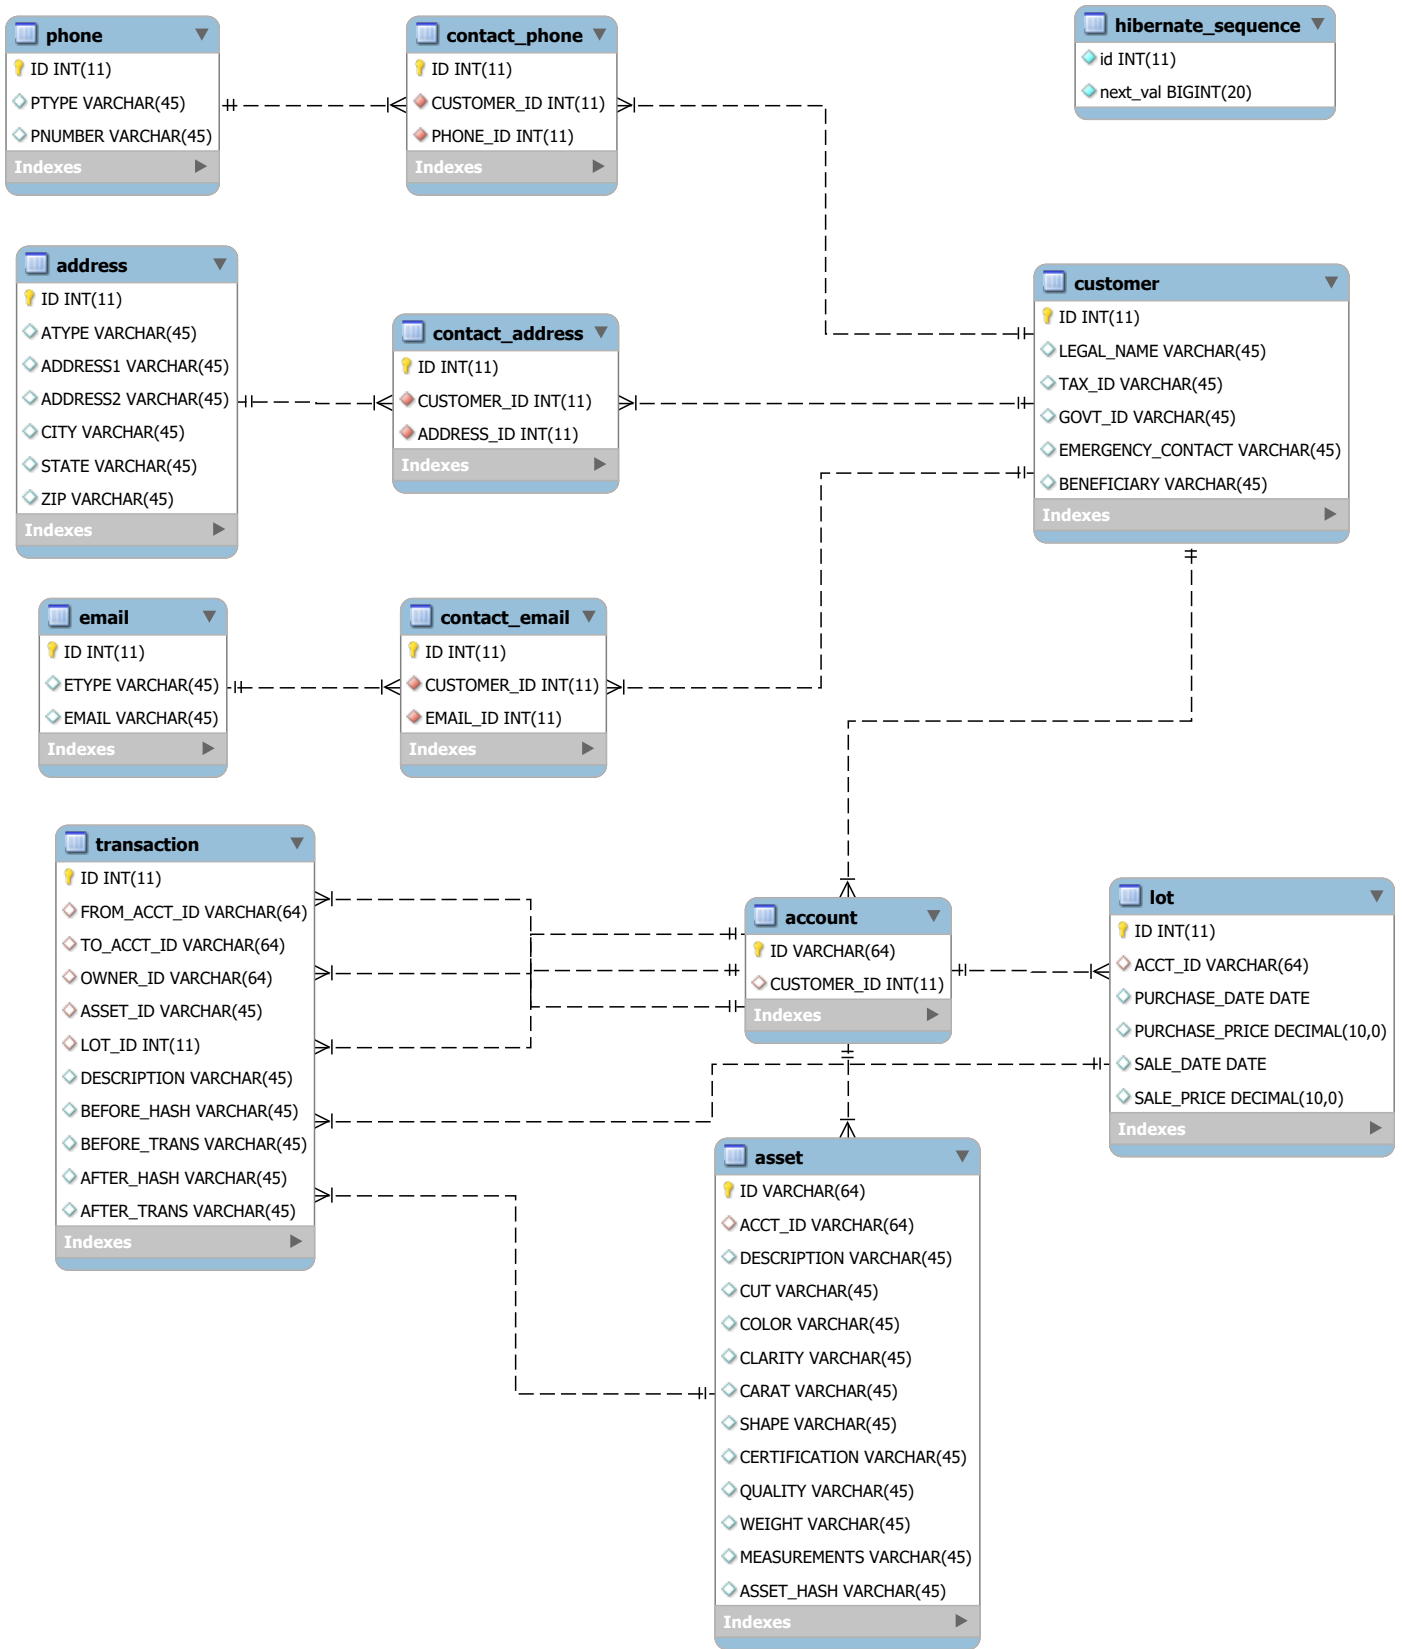 phone
ID INT(11)
PTYPE VARCHAR(45)
PNUMBER VARCHAR(45)
Indexes
contact_phone
ID INT(11)
CUSTOMER_ID INT(11)
PHONE_ID INT(11)
Indexes
hibernate_sequence
id INT(11)
next_val BIGINT(20)
address
ID INT(11)
ATYPE VARCHAR(45)
ADDRESS1 VARCHAR(45)
ADDRESS2 VARCHAR(45)
CITY VARCHAR(45)
STATE VARCHAR(45)
ZIP VARCHAR(45)
Indexes
contact_address
ID INT(11)
CUSTOMER_ID INT(11)
ADDRESS_ID INT(11)
Indexes
customer
ID INT(11)
LEGAL_NAME VARCHAR(45)
TAX_ID VARCHAR(45)
GOVT_ID VARCHAR(45)
EMERGENCY_CONTACT VARCHAR(45)
BENEFICIARY VARCHAR(45)
Indexes
email
ID INT(11)
ETYPE VARCHAR(45)
EMAIL VARCHAR(45)
Indexes
contact_email
ID INT(11)
CUSTOMER_ID INT(11)
EMAIL_ID INT(11)
Indexes
transaction
ID INT(11)
FROM_ACCT_ID VARCHAR(64)
TO_ACCT_ID VARCHAR(64)
OWNER_ID VARCHAR(64)
ASSET_ID VARCHAR(45)
LOT_ID INT(11)
DESCRIPTION VARCHAR(45)
BEFORE_HASH VARCHAR(45)
BEFORE_TRANS VARCHAR(45)
AFTER_HASH VARCHAR(45)
AFTER_TRANS VARCHAR(45)
Indexes
account
ID VARCHAR(64)
CUSTOMER_ID INT(11)
Indexes
lot
ID INT(11)
ACCT_ID VARCHAR(64)
PURCHASE_DATE DATE
PURCHASE_PRICE DECIMAL(10,0)
SALE_DATE DATE
SALE_PRICE DECIMAL(10,0)
Indexes
asset
ID VARCHAR(64)
ACCT_ID VARCHAR(64)
DESCRIPTION VARCHAR(45)
CUT VARCHAR(45)
COLOR VARCHAR(45)
CLARITY VARCHAR(45)
CARAT VARCHAR(45)
SHAPE VARCHAR(45)
CERTIFICATION VARCHAR(45)
QUALITY VARCHAR(45)
WEIGHT VARCHAR(45)
MEASUREMENTS VARCHAR(45)
ASSET_HASH VARCHAR(45)
Indexes